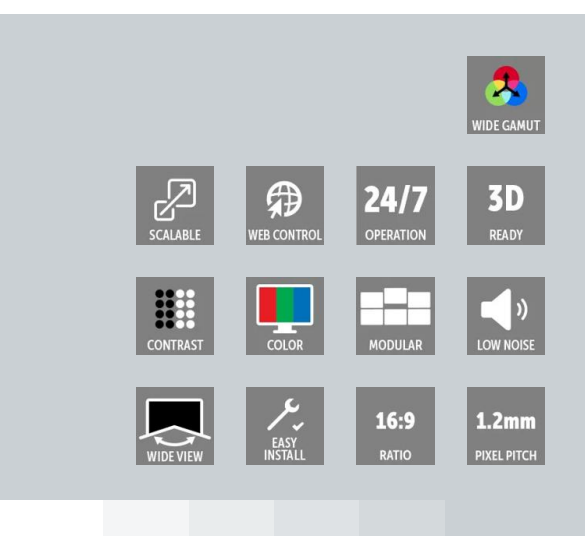 WIDE GAMUT
SCALABLE
WEB CONTROL
24/7
OPERATION
3D
READY
CONTRAST
COLOR
MODULAR
LOW NOISE
WIDE VIEW
EASY
INSTALL
16:9
RATIO
1.2mm
PIXEL PITCH